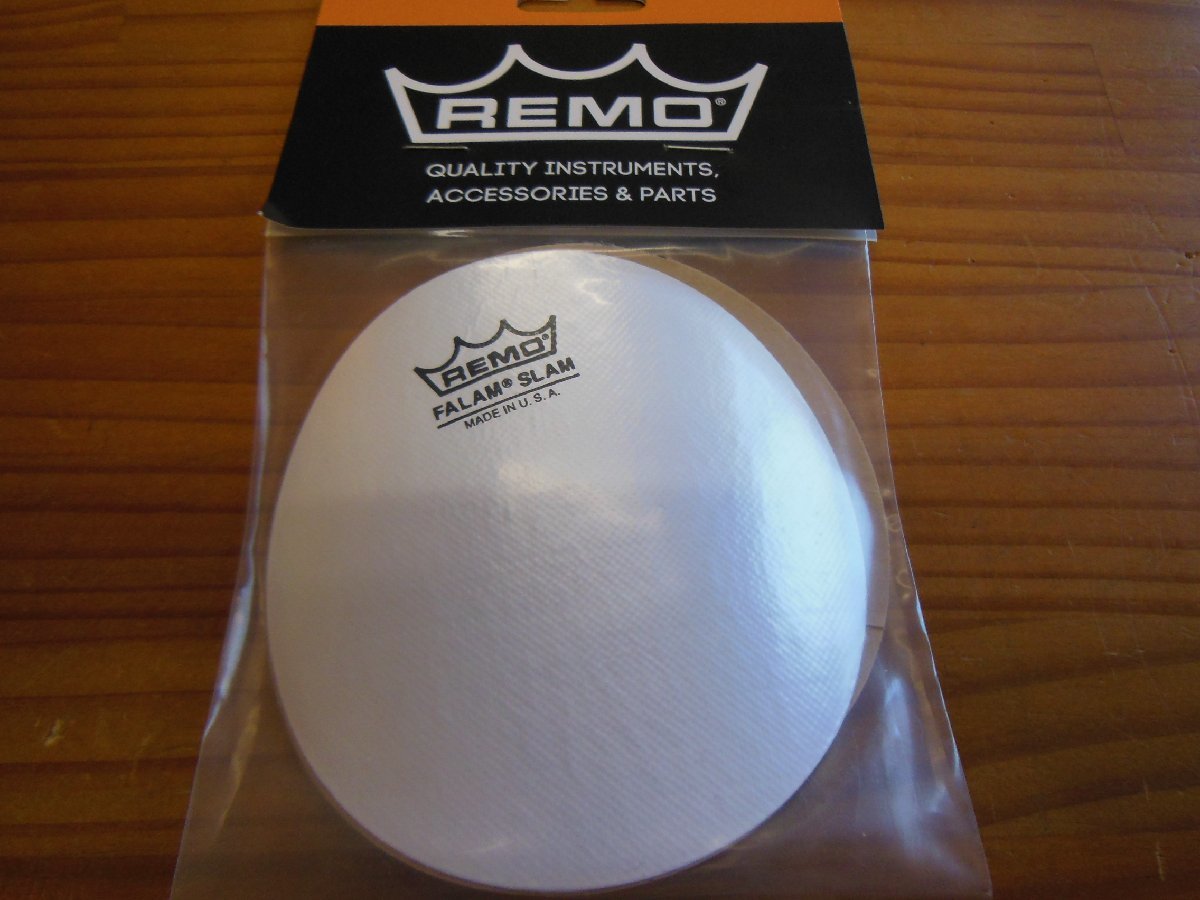 REMO®
QUALITY INSTRUMENTS,
ACCESSORIES & PARTS
REMO®
FALAM® SLAM
MADE IN U.S.A.